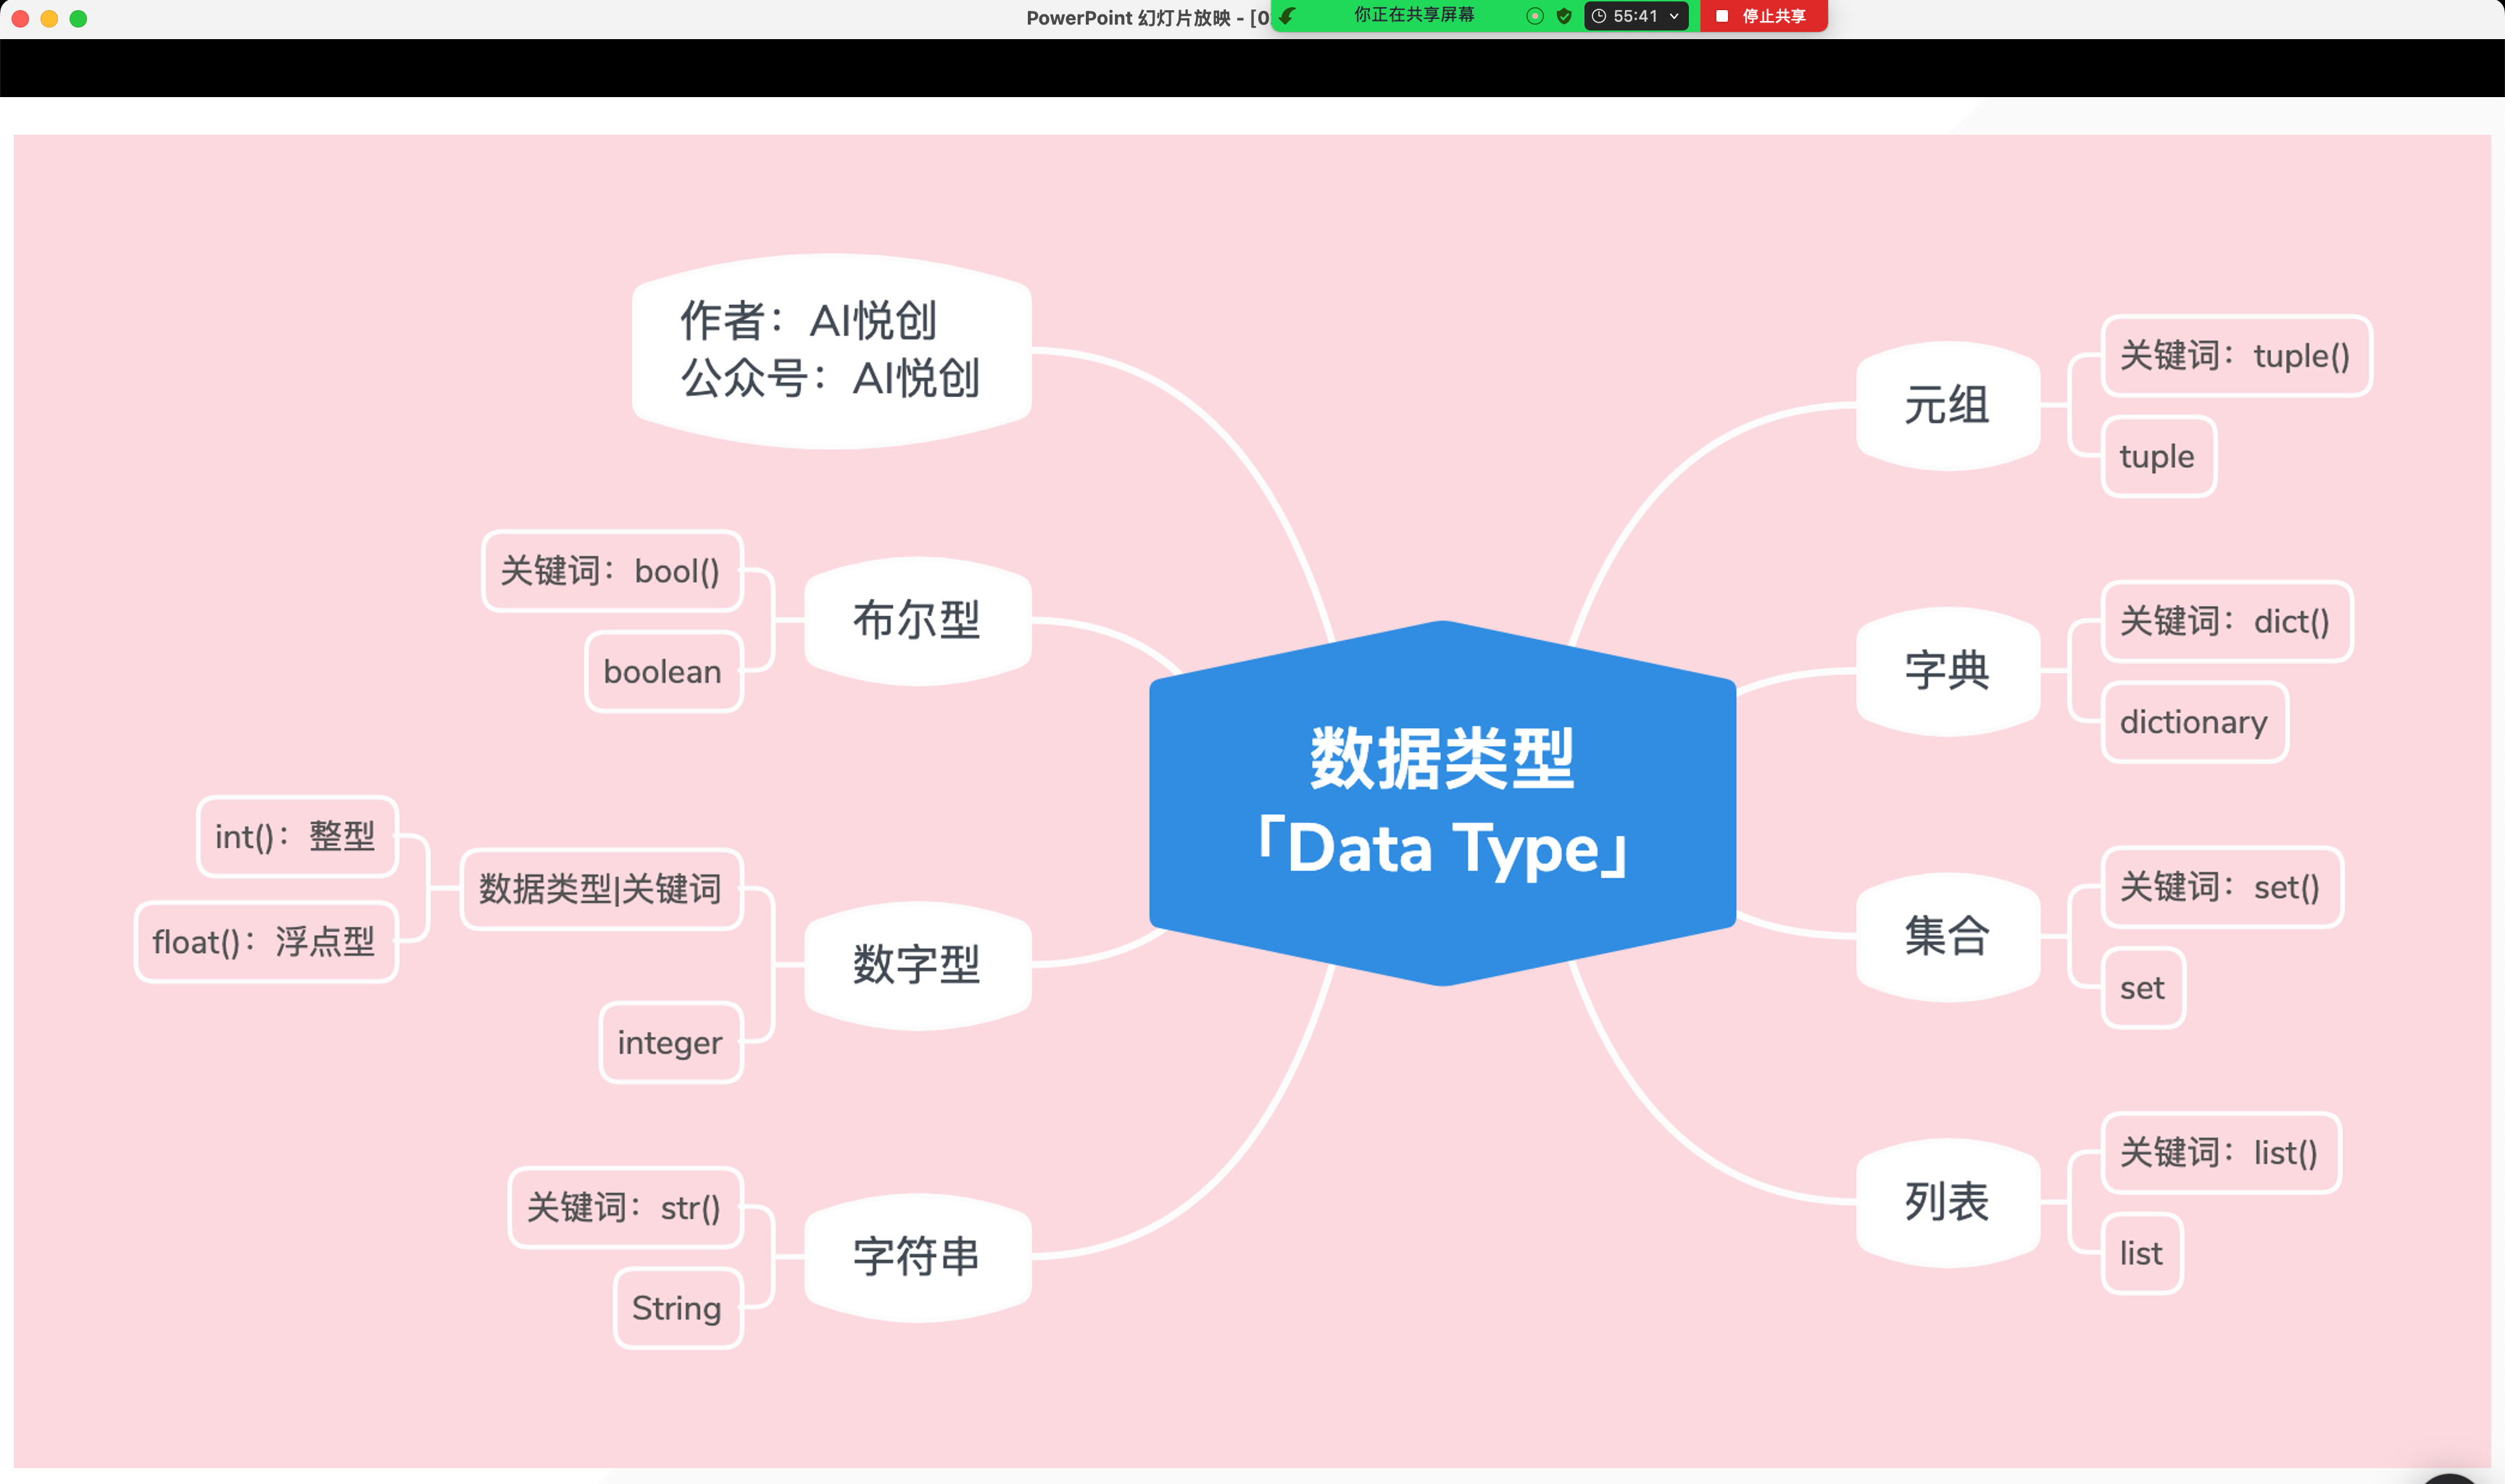 PowerPoint 幻灯片放映 - [0
你正在共享屏幕
55:41
停止共享
作者：AI悦创
公众号：AI悦创
关键词：bool()
布尔型
boolean
int()：整型
数据类型|关键词
float()：浮点型
数字型
integer
关键词：str()
字符串
String
数据类型
「Data Type」
关键词：tuple()
元组
tuple
关键词：dict()
字典
dictionary
关键词：set()
集合
set
关键词：list()
列表
list